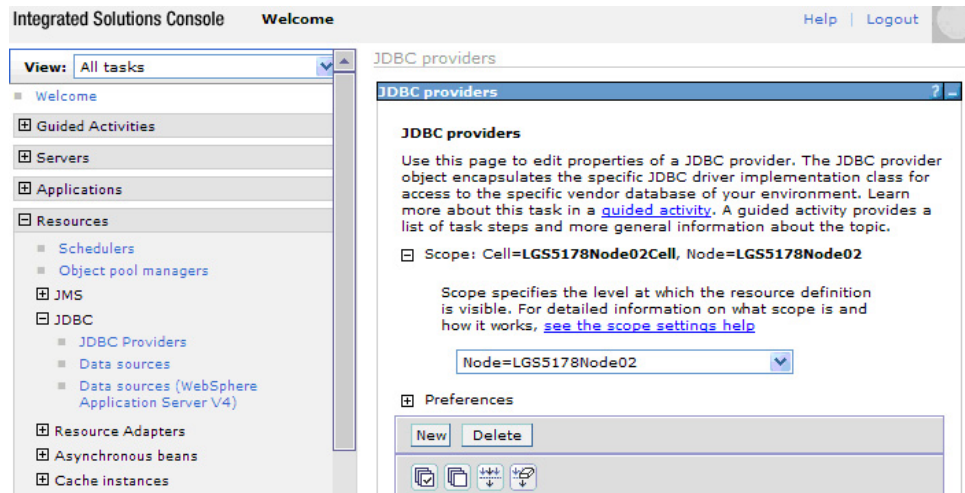 Integrated Solutions Console Welcome Help | Logout
View: All tasks
Welcome
Guided Activities
Servers
Applications
Resources
Schedulers
Object pool managers
JMS
JDBC
JDBC Providers
Data sources
Data sources (WebSphere
Application Server V4)
Resource Adapters
Asynchronous beans
Cache instances
JDBC providers
JDBC providers ? _
JDBC providers
Use this page to edit properties of a JDBC provider. The JDBC provider
object encapsulates the specific JDBC driver implementation class for
access to the specific vendor database of your environment. Learn
more about this task in a guided activity. A guided activity provides a
list of task steps and more general information about the topic.
Scope: Cell=LGS5178Node02Cell, Node=LGS5178Node02
Scope specifies the level at which the resource definition
is visible. For detailed information on what scope is and
how it works, see the scope settings help
Node=LGS5178Node02
Preferences
New Delete